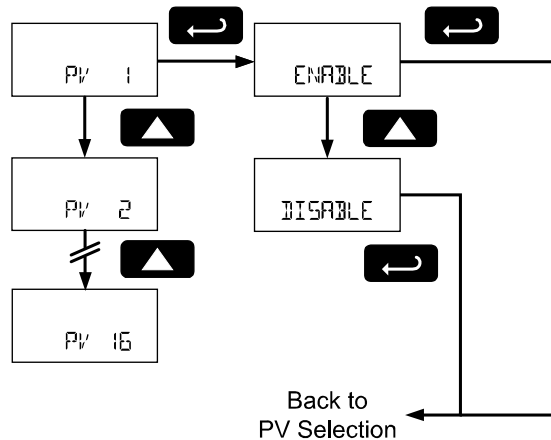 PV 1
ENABLE
PV 2
DISABLE
PV 16
Back to
PV Selection